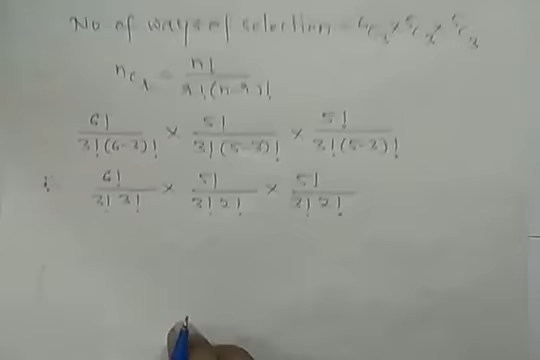 No of ways of selection = ⁶C₃ × ⁵C₃ × ⁵C₃
nCr = n! / r!(n-r)!
6! / 3!(6-3)! × 5! / 3!(5-3)! × 5! / 3!(5-3)!
6! / 3! 3! × 5! / 3! 2! × 5! / 3! 2!